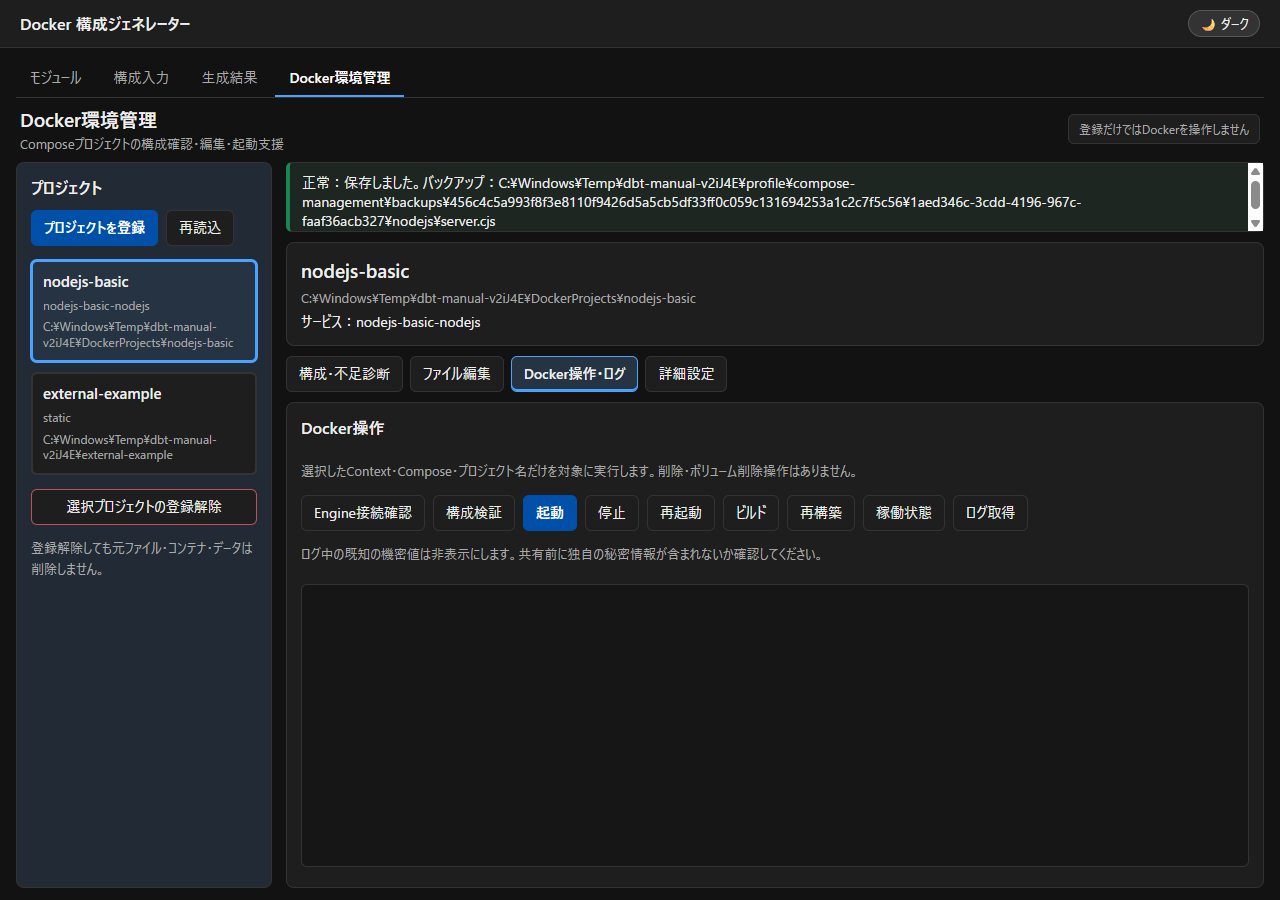 Docker 構成ジェネレーター
🌙 ダーク
モジュール 構成入力 生成結果 Docker環境管理
Docker環境管理
Composeプロジェクトの構成確認・編集・起動支援
登録だけではDockerを操作しません
プロジェクト
プロジェクトを登録 再読込
nodejs-basic
nodejs-basic-nodejs
C:¥Windows¥Temp¥dbt-manual-
v2iJ4E¥DockerProjects¥nodejs-basic
external-example
static
C:¥Windows¥Temp¥dbt-manual-
v2iJ4E¥external-example
選択プロジェクトの登録解除
登録解除しても元ファイル・コンテナ・データは
削除しません。
正常：保存しました。バックアップ：C:¥Windows¥Temp¥dbt-manual-v2iJ4E¥profile¥compose-
management¥backups¥456c4c5a993f8f3e8110f9426d5a5cb5df33ff0c059c131694253a1c2c7f5c56¥1aed346c-3cdd-4196-967c-
faaf36acb327¥nodejs¥server.cjs
nodejs-basic
C:¥Windows¥Temp¥dbt-manual-v2iJ4E¥DockerProjects¥nodejs-basic
サービス：nodejs-basic-nodejs
構成・不足診断 ファイル編集 Docker操作・ログ 詳細設定
Docker操作
選択したContext・Compose・プロジェクト名だけを対象に実行します。削除・ボリューム削除操作はありません。
Engine接続確認 構成検証 起動 停止 再起動 ビルド 再構築 稼働状態 ログ取得
ログ中の既知の機密値は非表示にします。共有前に独自の秘密情報が含まれないか確認してください。